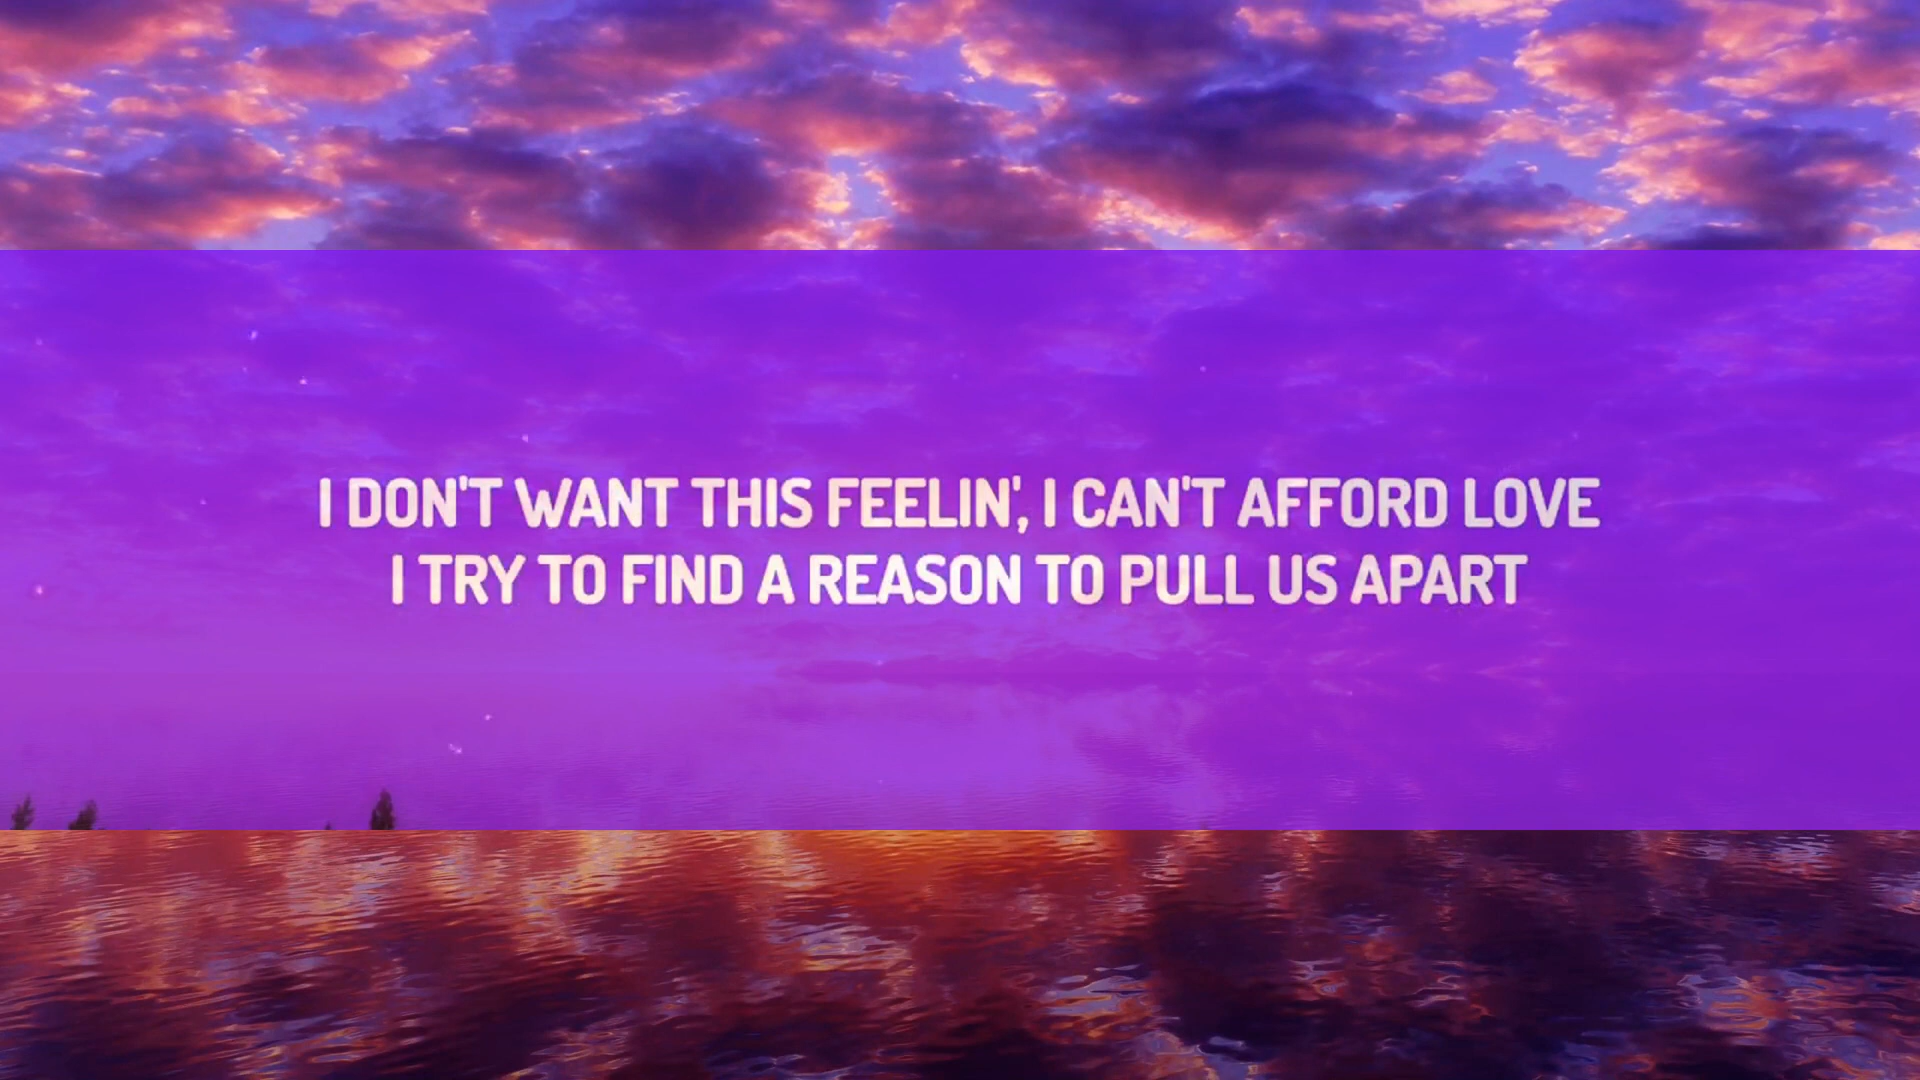 I DON'T WANT THIS FEELIN', I CAN'T AFFORD LOVE
I TRY TO FIND A REASON TO PULL US APART